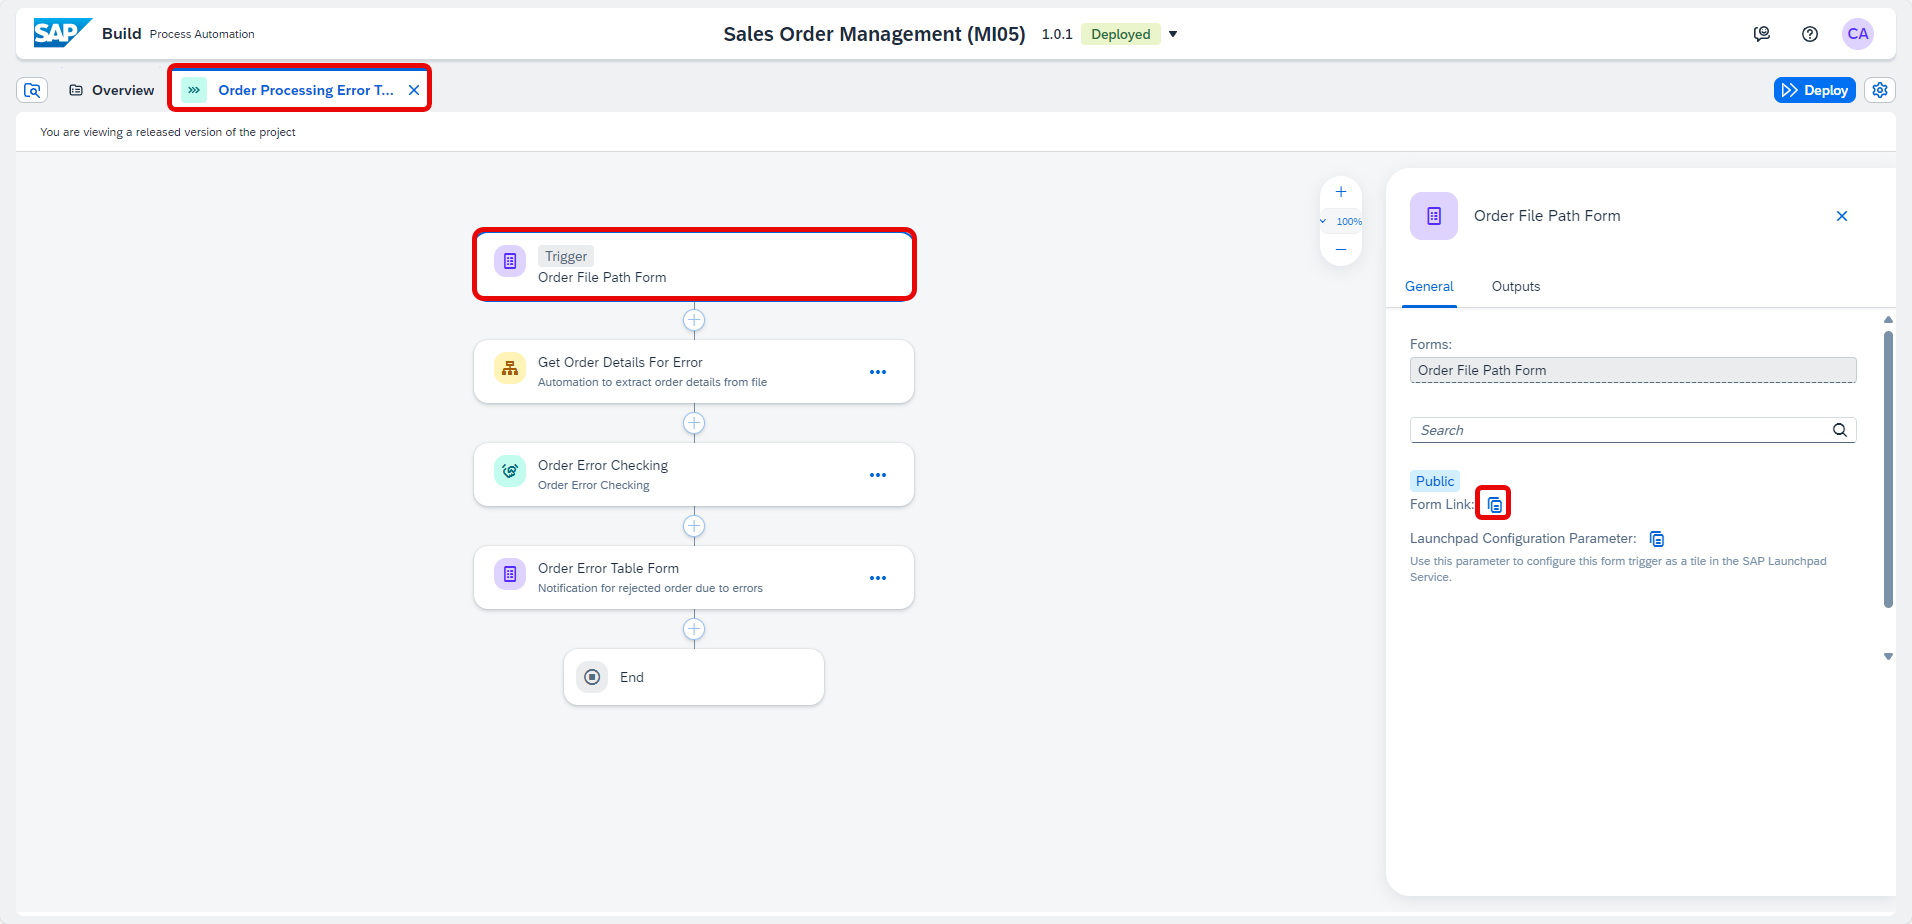 SAP Build Process Automation
Sales Order Management (MI05) 1.0.1 Deployed
CA
Overview
Order Processing Error T...
Deploy
You are viewing a released version of the project
Trigger
Order File Path Form
Get Order Details For Error
Automation to extract order details from file
Order Error Checking
Order Error Checking
Order Error Table Form
Notification for rejected order due to errors
End
100%
Order File Path Form
General Outputs
Forms:
Order File Path Form
Search
Public
Form Link:
Launchpad Configuration Parameter:
Use this parameter to configure this form trigger as a tile in the SAP Launchpad
Service.